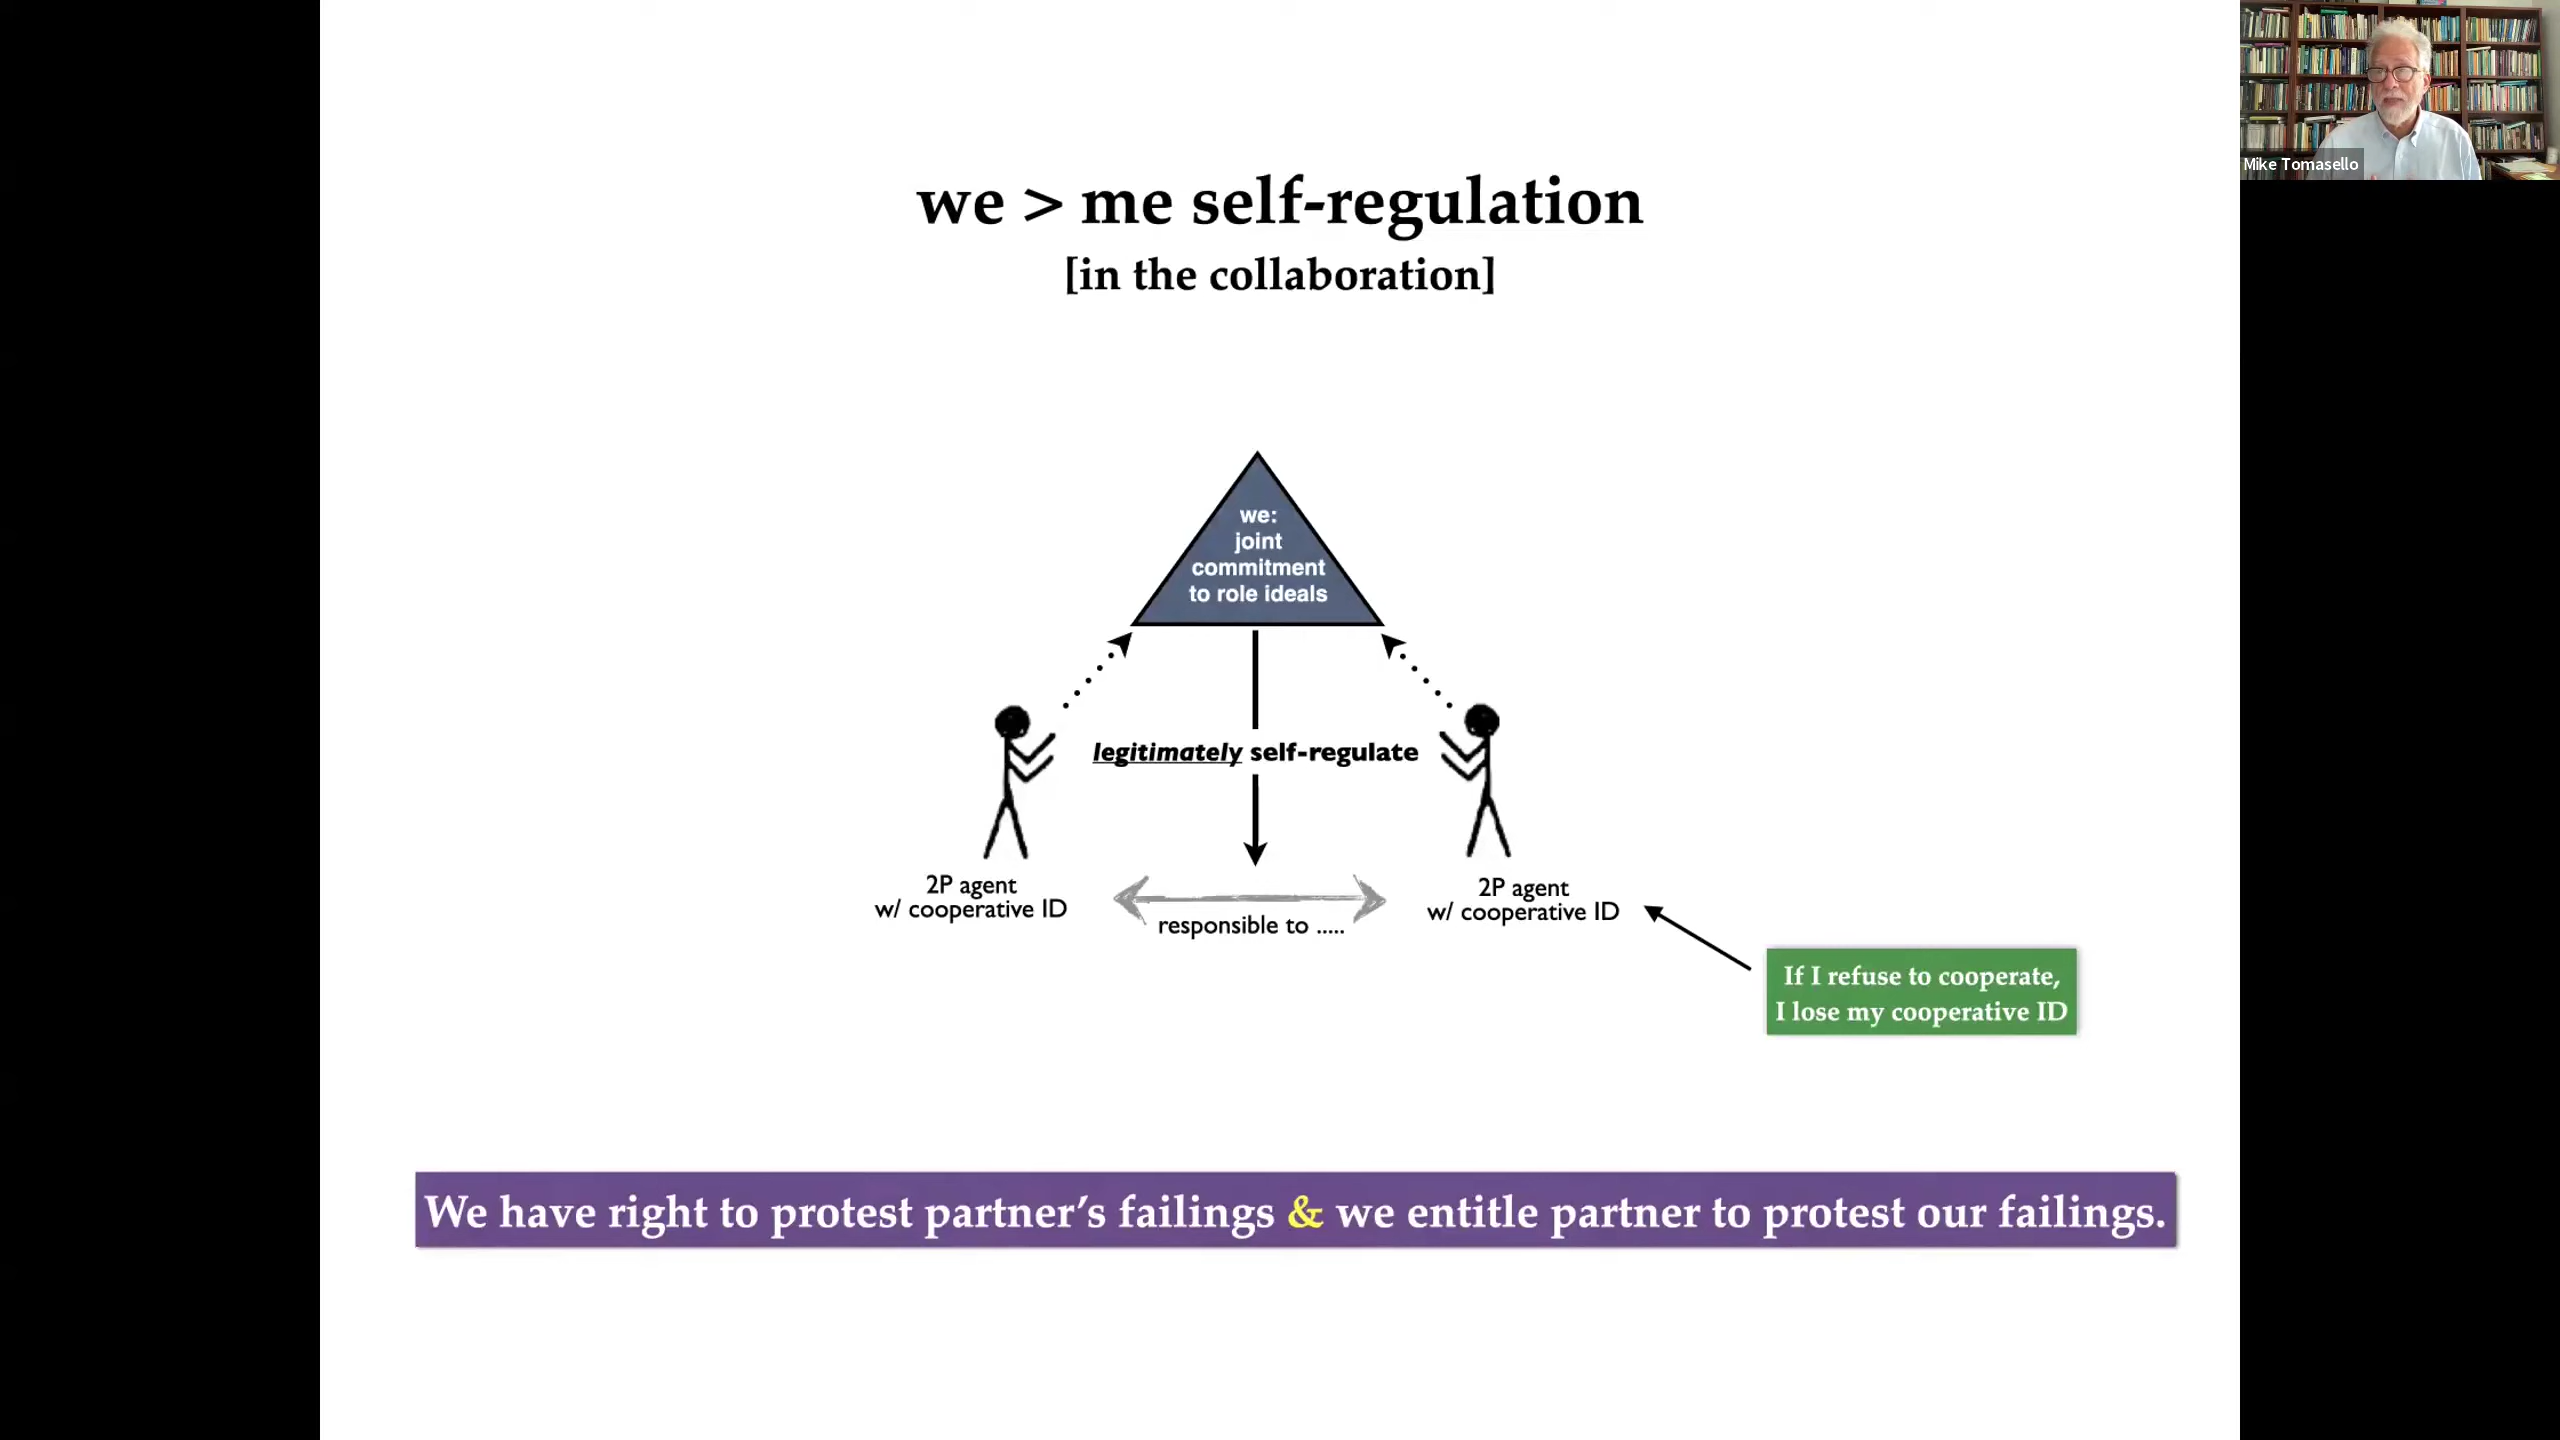 Mike Tomasello
we > me self-regulation
[in the collaboration]
we:
joint
commitment
to role ideals
legitimately self-regulate
2P agent
w/ cooperative ID
responsible to .....
2P agent
w/ cooperative ID
If I refuse to cooperate,
I lose my cooperative ID
We have right to protest partner’s failings & we entitle partner to protest our failings.